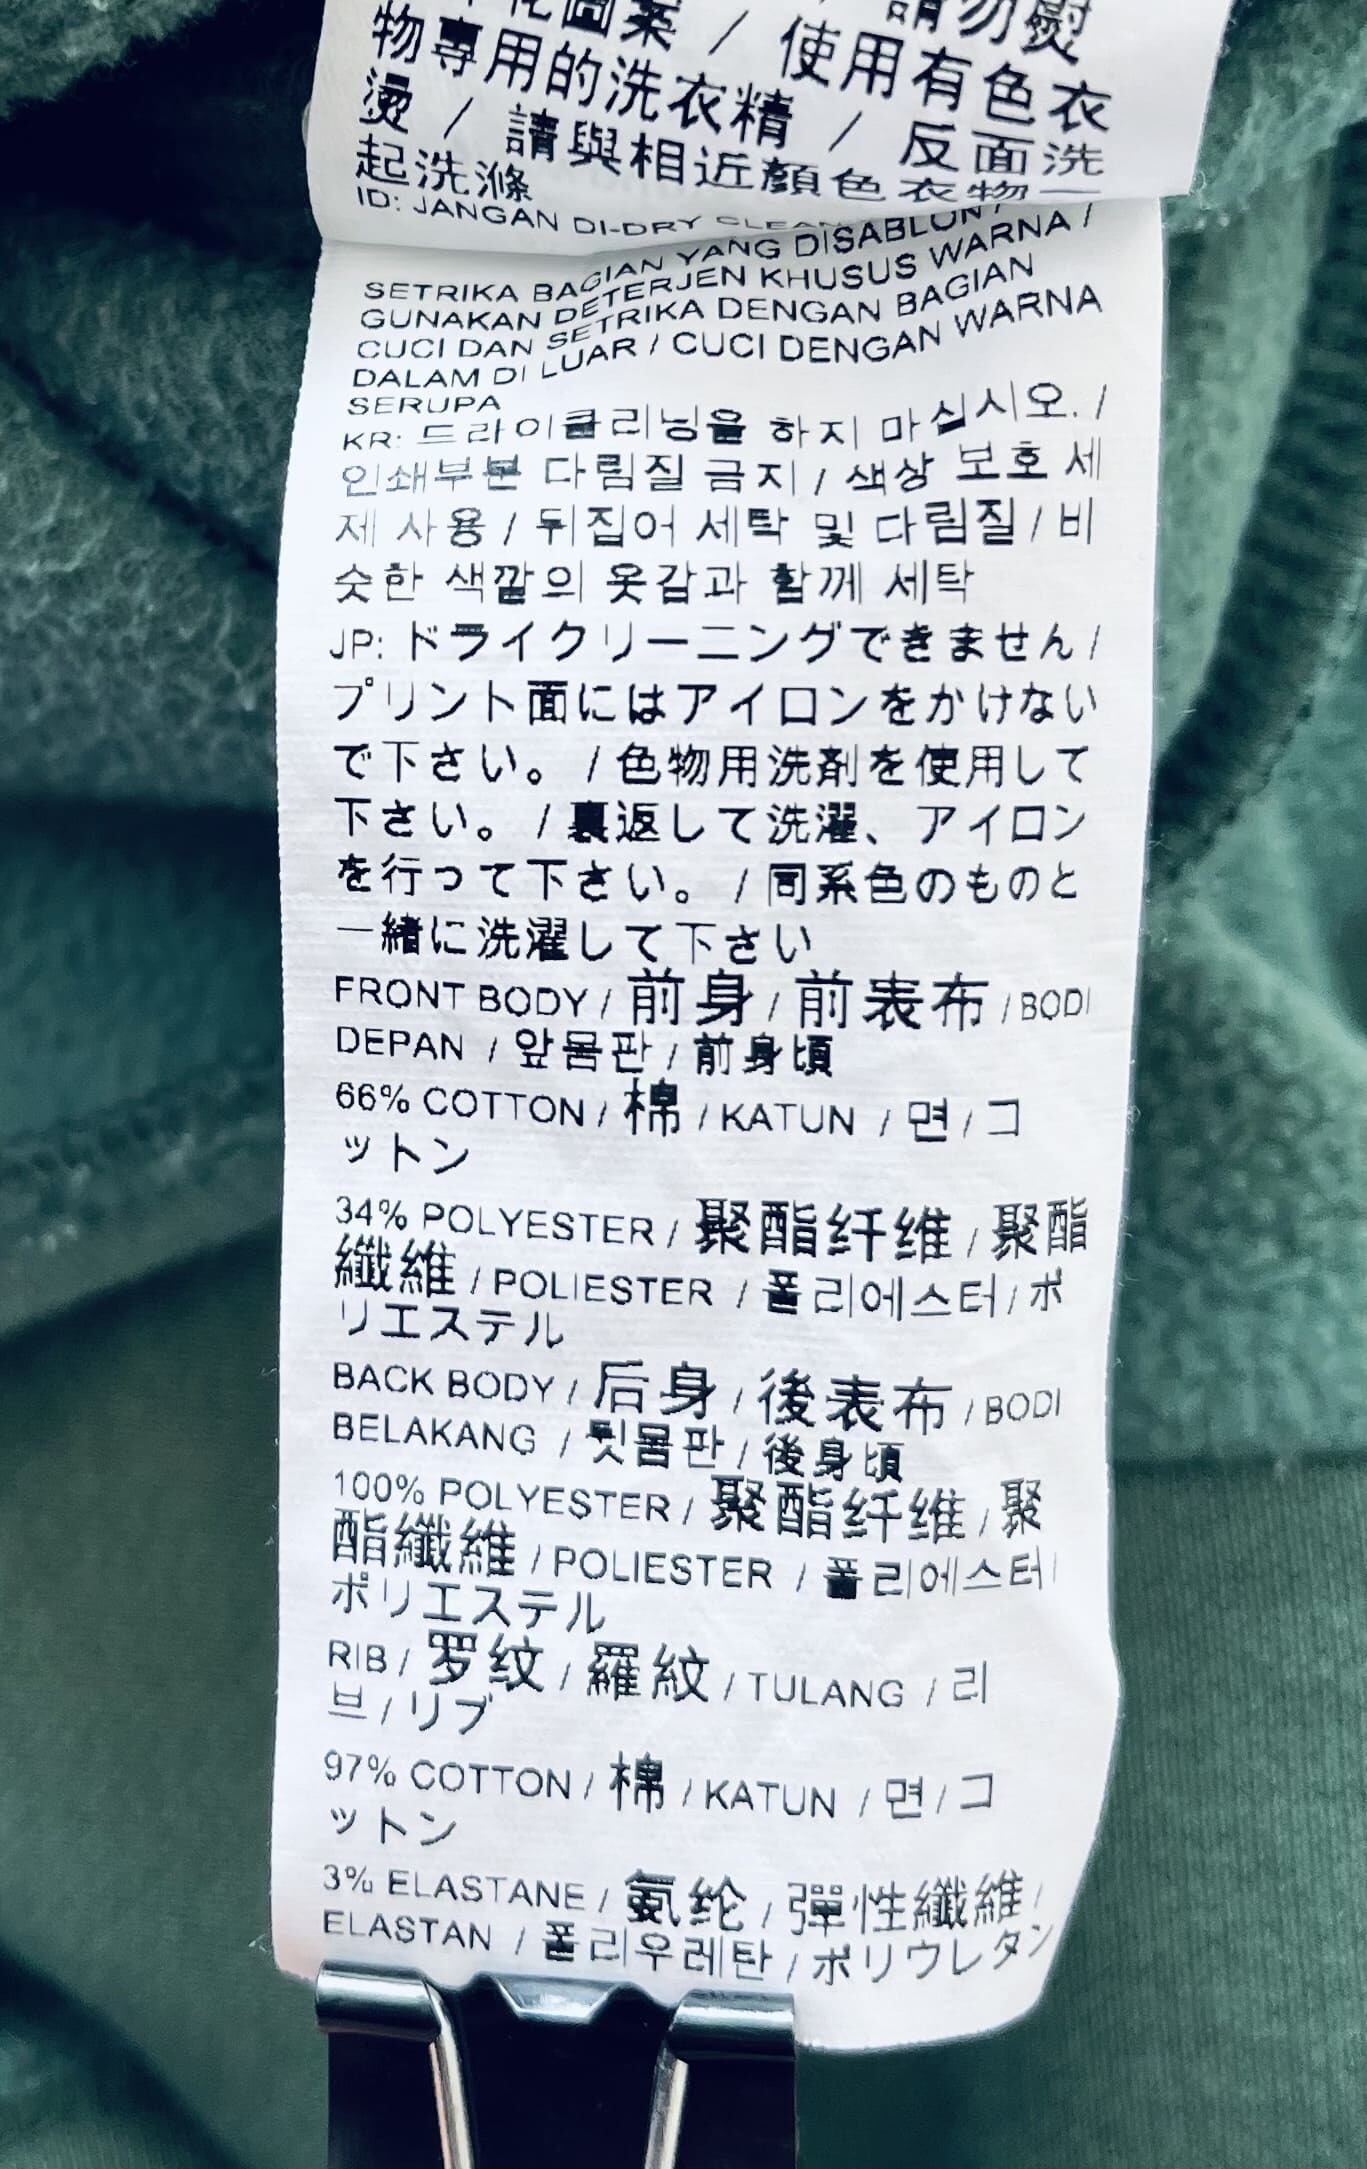 花圖案 / 請勿熨
物專用的洗衣精 / 使用有色衣
燙 / 請與相近顏色衣物一
起洗滌 / 反面洗
ID: JANGAN DI-DRY CLEAN
SETRIKA BAGIAN YANG DISABLON /
GUNAKAN DETERJEN KHUSUS WARNA /
CUCI DAN SETRIKA DENGAN BAGIAN
DALAM DI LUAR / CUCI DENGAN WARNA
SERUPA
KR: 드라이클리닝을 하지 마십시오. /
인쇄부분 다림질 금지 / 색상 보호 세
제 사용 / 뒤집어 세탁 및 다림질 / 비
슷한 색깔의 옷감과 함께 세탁
JP: ドライクリーニングできません /
プリント面にはアイロンをかけない
で下さい。 / 色物用洗剤を使用して
下さい。 / 裏返して洗濯、アイロン
を行って下さい。 / 同系色のものと
一緒に洗濯して下さい
FRONT BODY / 前身 / 前表布 / BODI
DEPAN / 앞몸판 / 前身頃
66% COTTON / 棉 / KATUN / 면 / コ
ットン
34% POLYESTER / 聚酯纤维 / 聚酯
纖維 / POLIESTER / 폴리에스터 / ポ
リエステル
BACK BODY / 后身 / 後表布 / BODI
BELAKANG / 뒷몸판 / 後身頃
100% POLYESTER / 聚酯纤维 / 聚
酯纖維 / POLIESTER / 폴리에스터 /
ポリエステル
RIB / 罗纹 / 羅紋 / TULANG / 리
브 / リブ
97% COTTON / 棉 / KATUN / 면 / コ
ットン
3% ELASTANE / 氨纶 / 彈性纖維 /
ELASTAN / 폴리우레탄 / ポリウレタン